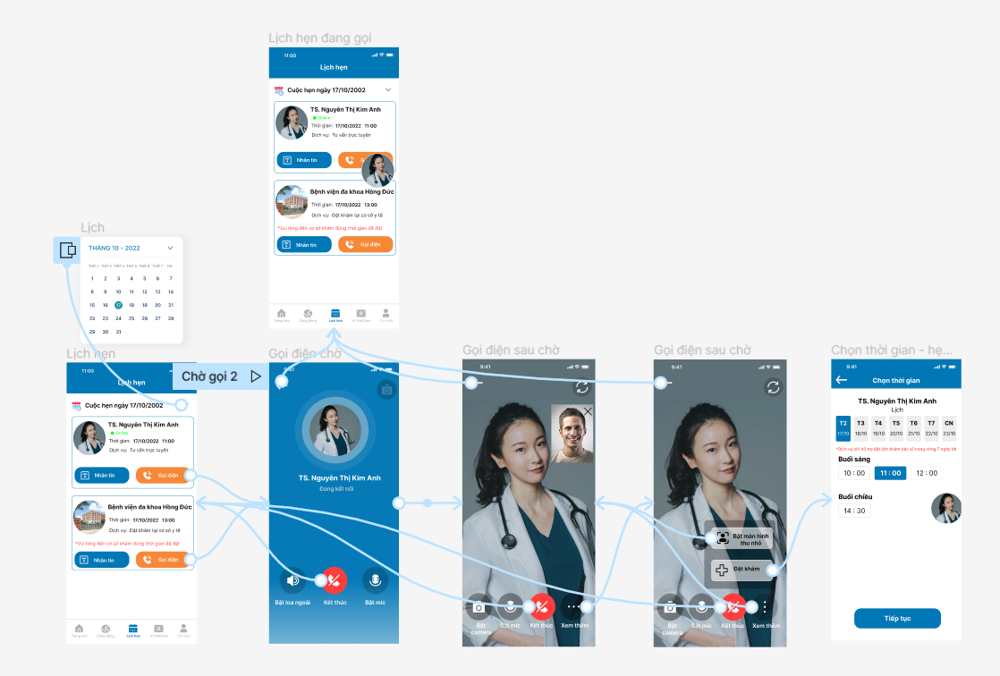 Lịch hẹn đang gọi
11:00
Lịch hẹn
Cuộc hẹn ngày 17/10/2002
TS. Nguyễn Thị Kim Anh
Online
Thời gian: 17/10/2022 11:00
Dịch vụ: Tư vấn trực tuyến
Nhắn tin
Bệnh viện đa khoa Hồng Đức
Thời gian: 17/10/2022 13:00
Dịch vụ: Đặt khám tại cơ sở y tế
*Vui lòng đến cơ sở khám đúng thời gian đã đặt
Nhắn tin
Gọi điện
Trang chủ
Cộng đồng
Lịch hẹn
Cá nhân
Lịch
THÁNG 10 - 2022
THỨ 2 THỨ 3 THỨ 4 THỨ 5 THỨ 6 THỨ 7 CN
1 2 3 4 5 6 7
8 9 10 11 12 13 14
15 16 17 18 19 20 21
22 23 24 25 26 27 28
29 30 31
Lịch hẹn
11:00
Lịch hẹn
Cuộc hẹn ngày 17/10/2002
TS. Nguyễn Thị Kim Anh
Online
Thời gian: 17/10/2022 11:00
Dịch vụ: Tư vấn trực tuyến
Nhắn tin
Gọi điện
Bệnh viện đa khoa Hồng Đức
Thời gian: 17/10/2022 13:00
Dịch vụ: Đặt khám tại cơ sở y tế
*Vui lòng đến cơ sở khám đúng thời gian đã đặt
Nhắn tin
Gọi điện
Trang chủ
Cộng đồng
Lịch hẹn
Cá nhân
Chờ gọi 2
Gọi điện chờ
9:41
TS. Nguyễn Thị Kim Anh
Đang kết nối
Bật loa ngoài
Kết thúc
Bật mic
Gọi điện sau chờ
9:41
Bật camera
Bật mic
Kết thúc
Xem thêm
Gọi điện sau chờ
9:41
Bật màn hình
thu nhỏ
Đặt khám
Bật camera
Bật mic
Kết thúc
Xem thêm
Chọn thời gian - hẹ...
9:41
Chọn thời gian
TS. Nguyễn Thị Kim Anh
Lịch
T2 T3 T4 T5 T6 T7 CN
17/10 18/10 19/10 20/10 21/10 22/10 23/10
*Dịch vụ chỉ hỗ trợ đặt lịch khám bác sĩ trong vòng 7 ngày tới
Buổi sáng
10 : 00 11 : 00 12 : 00
Buổi chiều
14 : 30
Tiếp tục